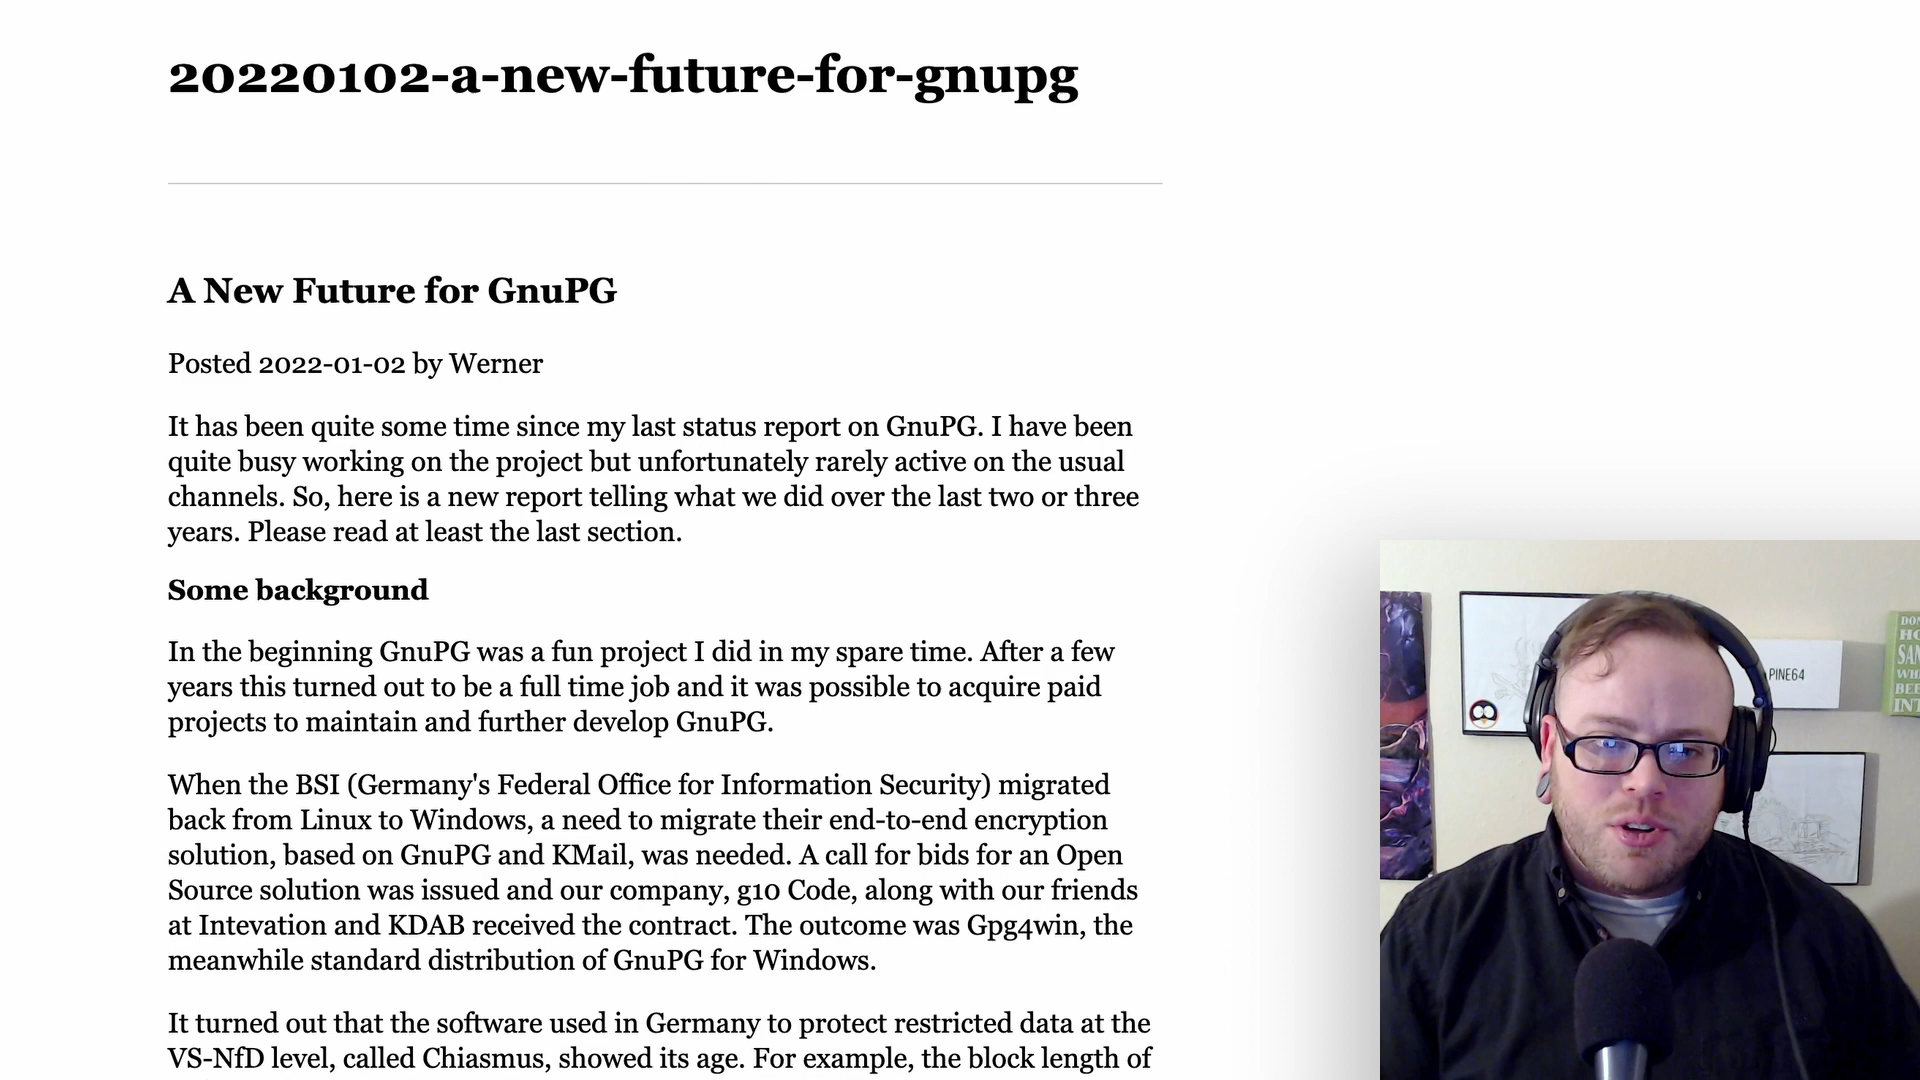 20220102-a-new-future-for-gnupg
A New Future for GnuPG
Posted 2022-01-02 by Werner
It has been quite some time since my last status report on GnuPG. I have been
quite busy working on the project but unfortunately rarely active on the usual
channels. So, here is a new report telling what we did over the last two or three
years. Please read at least the last section.
Some background
In the beginning GnuPG was a fun project I did in my spare time. After a few
years this turned out to be a full time job and it was possible to acquire paid
projects to maintain and further develop GnuPG.
When the BSI (Germany's Federal Office for Information Security) migrated
back from Linux to Windows, a need to migrate their end-to-end encryption
solution, based on GnuPG and KMail, was needed. A call for bids for an Open
Source solution was issued and our company, g10 Code, along with our friends
at Intevation and KDAB received the contract. The outcome was Gpg4win, the
meanwhile standard distribution of GnuPG for Windows.
It turned out that the software used in Germany to protect restricted data at the
VS-NfD level, called Chiasmus, showed its age. For example, the block length of
PINE64
DON
HO
SAN
WH
BEE
INT